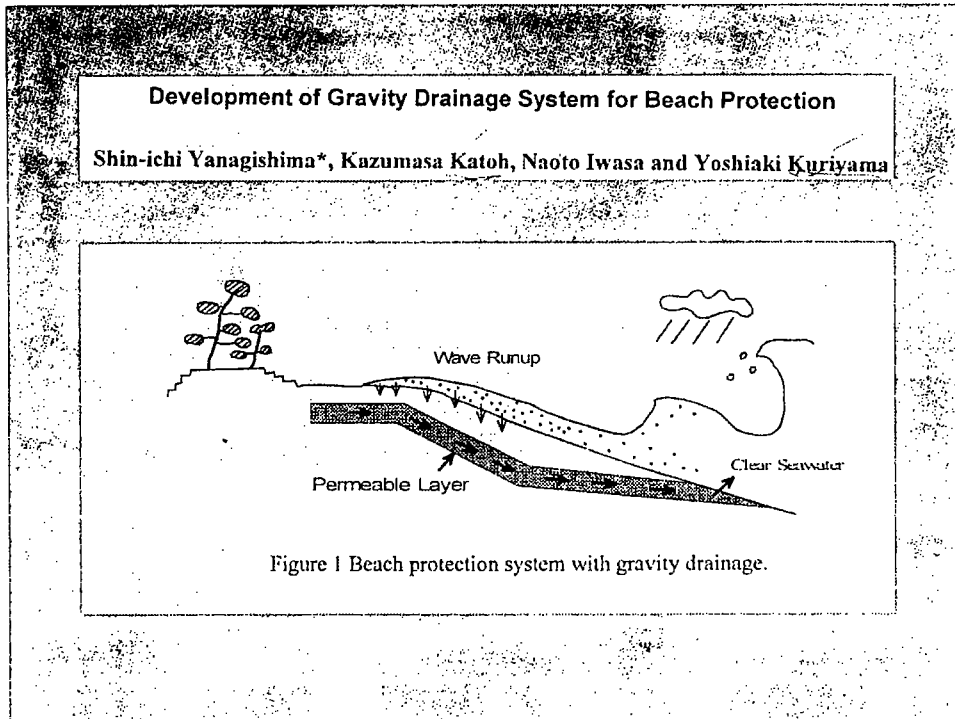 Development of Gravity Drainage System for Beach Protection
Shin-ichi Yanagishima*, Kazumasa Katoh, Naoto Iwasa and Yoshiaki Kuriyama
Wave Runup
Clear Seawater
Permeable Layer
Figure 1 Beach protection system with gravity drainage.